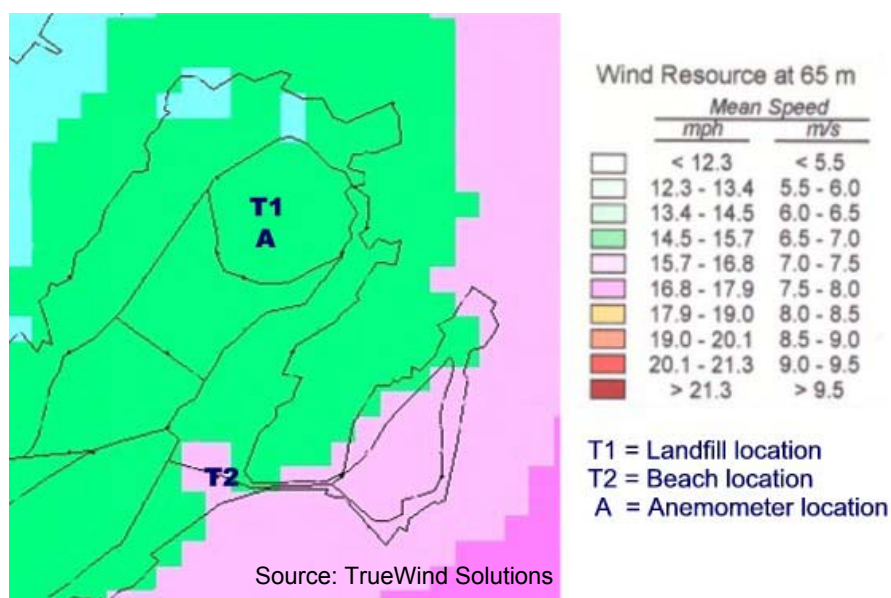 T1
A
T2
Source: TrueWind Solutions
Wind Resource at 65 m
Mean Speed
mph m/s
< 12.3 < 5.5
12.3 - 13.4 5.5 - 6.0
13.4 - 14.5 6.0 - 6.5
14.5 - 15.7 6.5 - 7.0
15.7 - 16.8 7.0 - 7.5
16.8 - 17.9 7.5 - 8.0
17.9 - 19.0 8.0 - 8.5
19.0 - 20.1 8.5 - 9.0
20.1 - 21.3 9.0 - 9.5
> 21.3 > 9.5
T1 = Landfill location
T2 = Beach location
A = Anemometer location